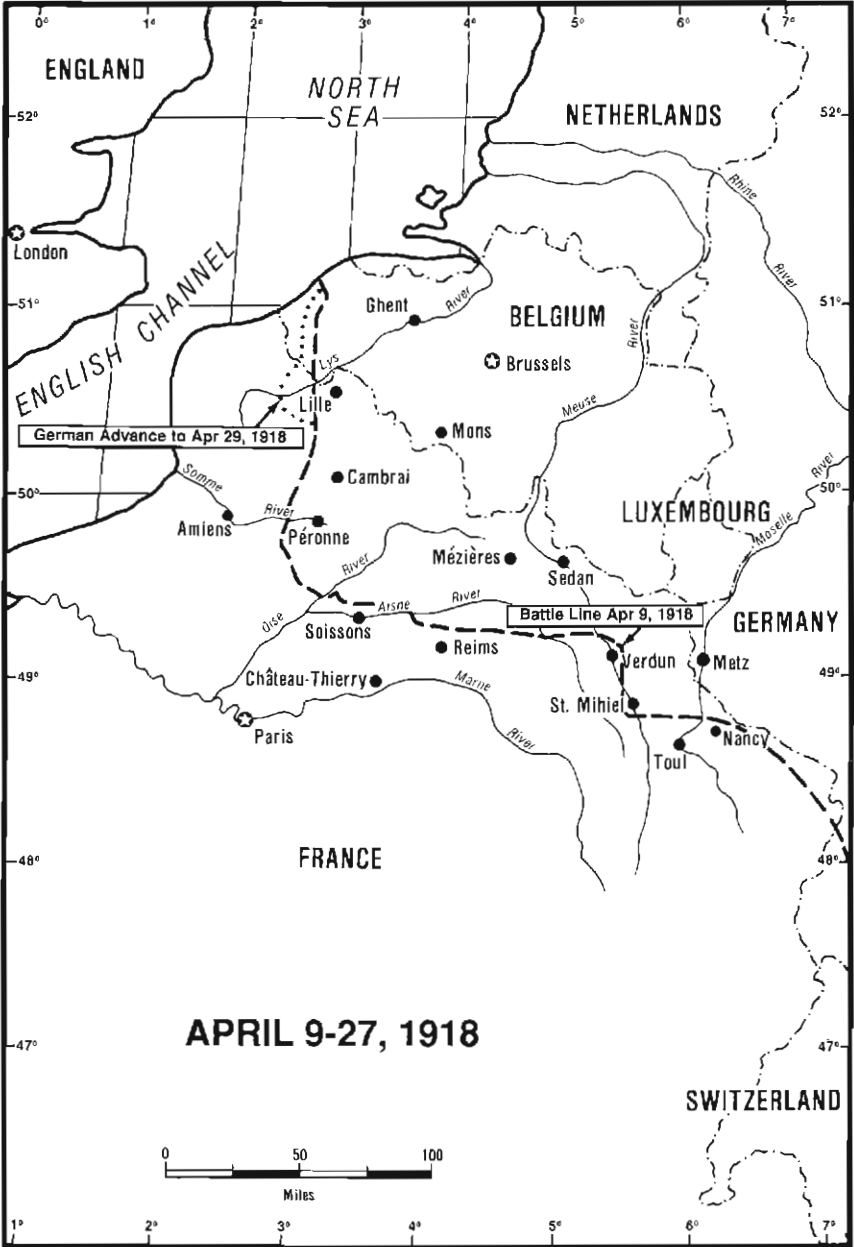 0° 1° 2° 3° 4° 5° 6° 7°
ENGLAND
NORTH
SEA
NETHERLANDS
52° 52°
Rhine
River
London
ENGLISH CHANNEL
51° 51°
Ghent
River
BELGIUM
River
Lys
Brussels
Lille
Meuse
German Advance to Apr 29, 1918
Mons
Cambrai
Somme
River
50° 50°
River
Moselle
LUXEMBOURG
Amiens
Péronne
Mézières
Sedan
River
Oise
Aisne
River
Battle Line Apr 9, 1918
Soissons
GERMANY
Reims
Verdun
Metz
49° 49°
Château-Thierry
Marne
River
St. Mihiel
Paris
Nancy
Toul
FRANCE
48° 48°
APRIL 9-27, 1918
47° 47°
SWITZERLAND
0 50 100
Miles
1° 2° 3° 4° 5° 6° 7°